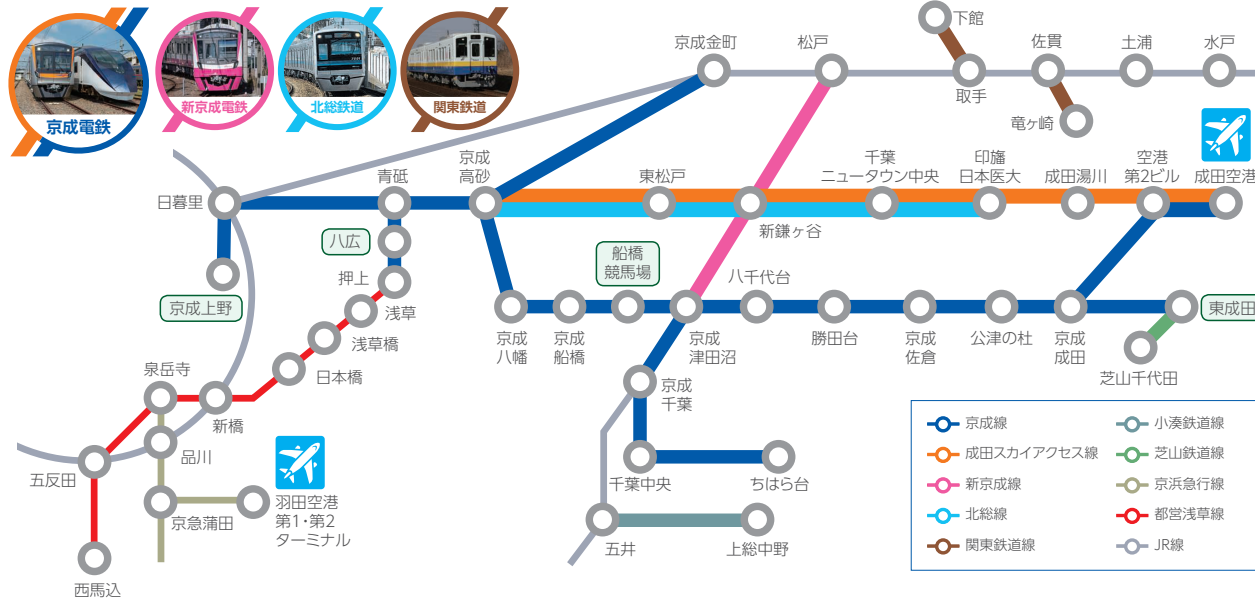 京成電鉄
新京成電鉄
北総鉄道
関東鉄道
下館
京成金町
松戸
佐貫
土浦
水戸
取手
竜ヶ崎
日暮里
青砥
京成
高砂
東松戸
千葉
ニュータウン中央
印旛
日本医大
成田湯川
空港
第2ビル
成田空港
新鎌ヶ谷
八広
船橋
競馬場
京成上野
押上
浅草
浅草橋
日本橋
八千代台
京成
八幡
京成
船橋
京成
津田沼
勝田台
京成
佐倉
公津の杜
京成
成田
東成田
芝山千代田
泉岳寺
新橋
品川
五反田
京急蒲田
羽田空港
第1・第2
ターミナル
西馬込
京成
千葉
千葉中央
ちはら台
五井
上総中野
京成線
成田スカイアクセス線
新京成線
北総線
関東鉄道線
小湊鉄道線
芝山鉄道線
京浜急行線
都営浅草線
JR線